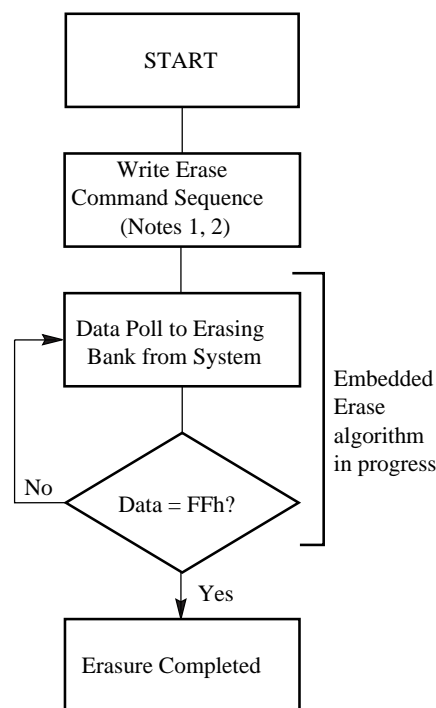 START
Write Erase
Command Sequence
(Notes 1, 2)
Data Poll to Erasing
Bank from System
Embedded
Erase
algorithm
in progress
No
Data = FFh?
Yes
Erasure Completed